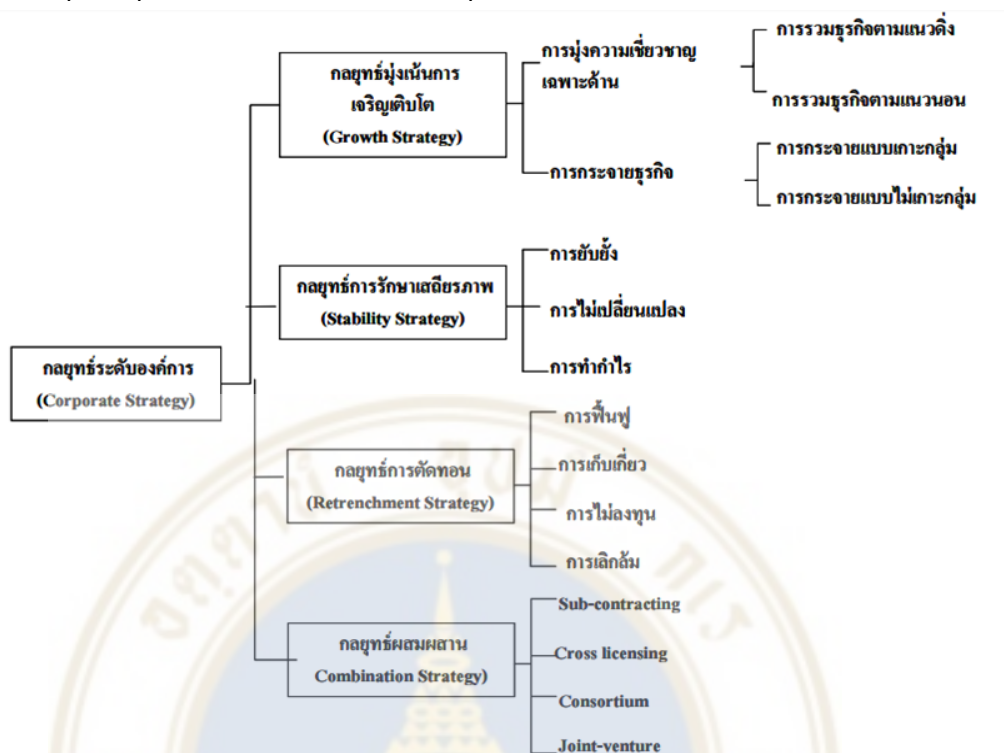 กลยุทธ์ระดับองค์การ
(Corporate Strategy)
กลยุทธ์มุ่งเน้นการ
เจริญเติบโต
(Growth Strategy)
การมุ่งความเชี่ยวชาญ
เฉพาะด้าน
การรวมธุรกิจตามแนวดิ่ง
การรวมธุรกิจตามแนวนอน
การกระจายธุรกิจ
การกระจายแบบเกาะกลุ่ม
การกระจายแบบไม่เกาะกลุ่ม
กลยุทธ์การรักษาเสถียรภาพ
(Stability Strategy)
การยับยั้ง
การไม่เปลี่ยนแปลง
การทำกำไร
กลยุทธ์การตัดทอน
(Retrenchment Strategy)
การฟื้นฟู
การเก็บเกี่ยว
การไม่ลงทุน
การเลิกล้ม
กลยุทธ์ผสมผสาน
Combination Strategy)
Sub-contracting
Cross licensing
Consortium
Joint-venture